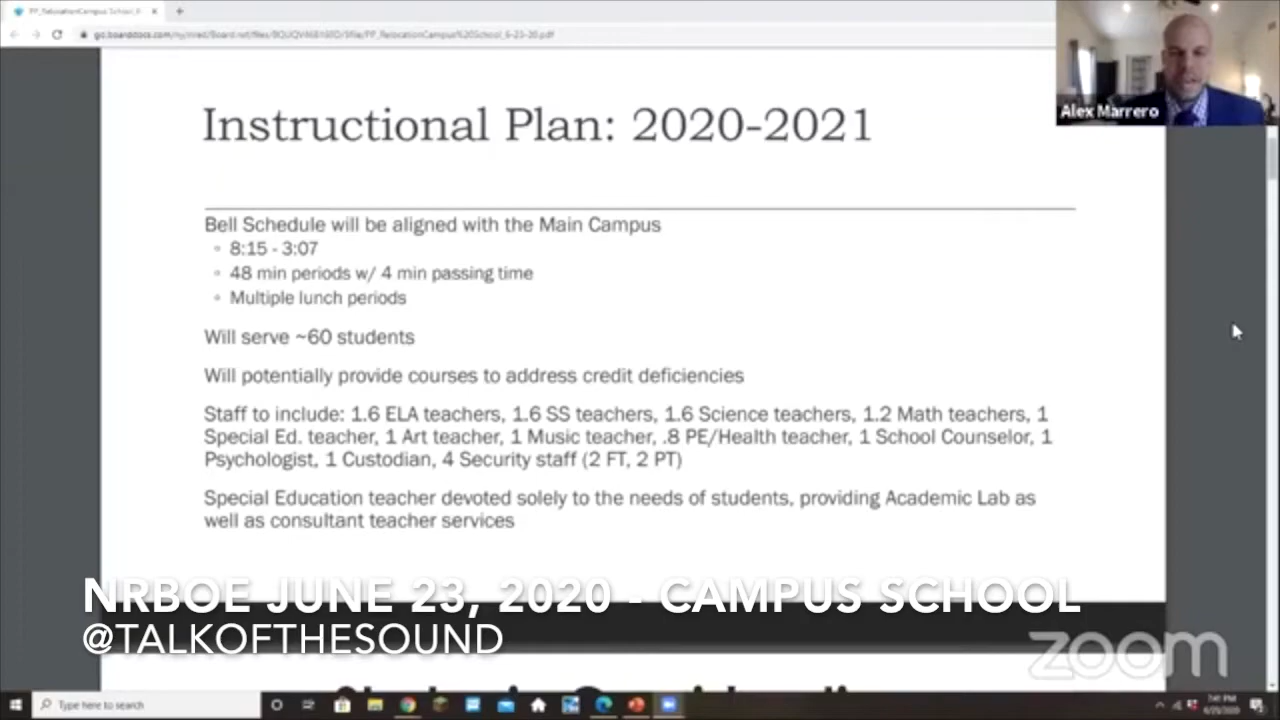 Alex Marrero
Instructional Plan: 2020-2021
Bell Schedule will be aligned with the Main Campus
8:15 - 3:07
48 min periods w/ 4 min passing time
Multiple lunch periods
Will serve ~60 students
Will potentially provide courses to address credit deficiencies
Staff to include: 1.6 ELA teachers, 1.6 SS teachers, 1.6 Science teachers, 1.2 Math teachers, 1
Special Ed. teacher, 1 Art teacher, 1 Music teacher, .8 PE/Health teacher, 1 School Counselor, 1
Psychologist, 1 Custodian, 4 Security staff (2 FT, 2 PT)
Special Education teacher devoted solely to the needs of students, providing Academic Lab as
well as consultant teacher services
NRBOE JUNE 23, 2020 - CAMPUS SCHOOL
@TALKOFTHESOUND
zoom
Type here to search